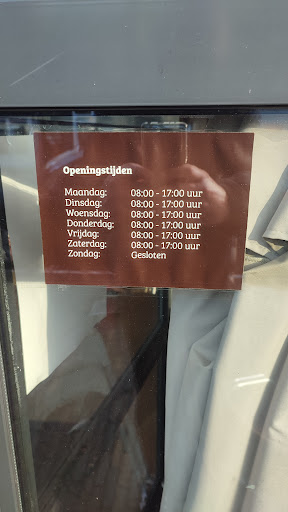 Openingstijden
Maandag: 08:00 - 17:00 uur
Dinsdag: 08:00 - 17:00 uur
Woensdag: 08:00 - 17:00 uur
Donderdag: 08:00 - 17:00 uur
Vrijdag: 08:00 - 17:00 uur
Zaterdag: 08:00 - 17:00 uur
Zondag: Gesloten